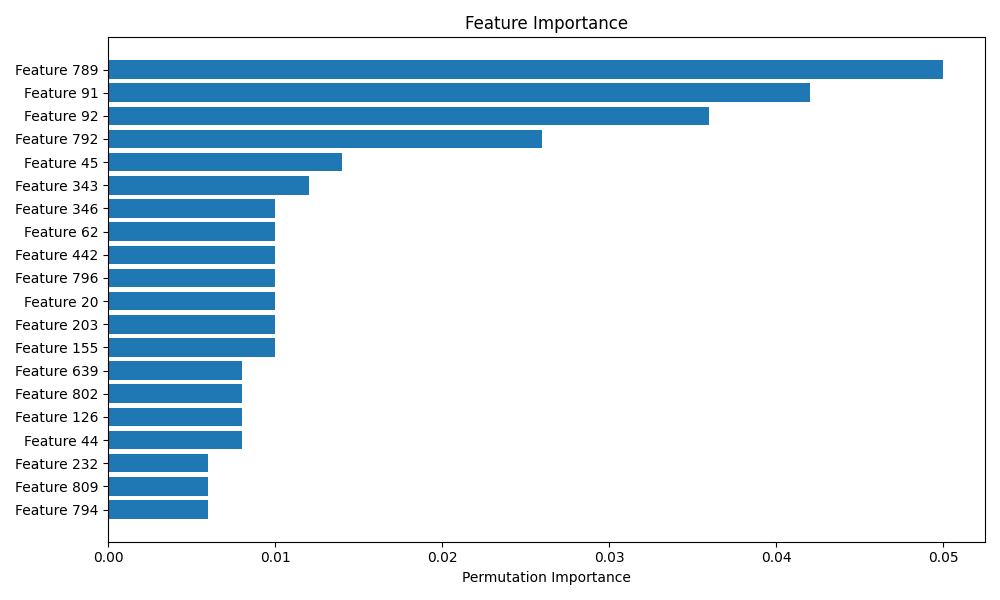 Feature Importance
Feature 789
Feature 91
Feature 92
Feature 792
Feature 45
Feature 343
Feature 346
Feature 62
Feature 442
Feature 796
Feature 20
Feature 203
Feature 155
Feature 639
Feature 802
Feature 126
Feature 44
Feature 232
Feature 809
Feature 794
0.00 0.01 0.02 0.03 0.04 0.05
Permutation Importance